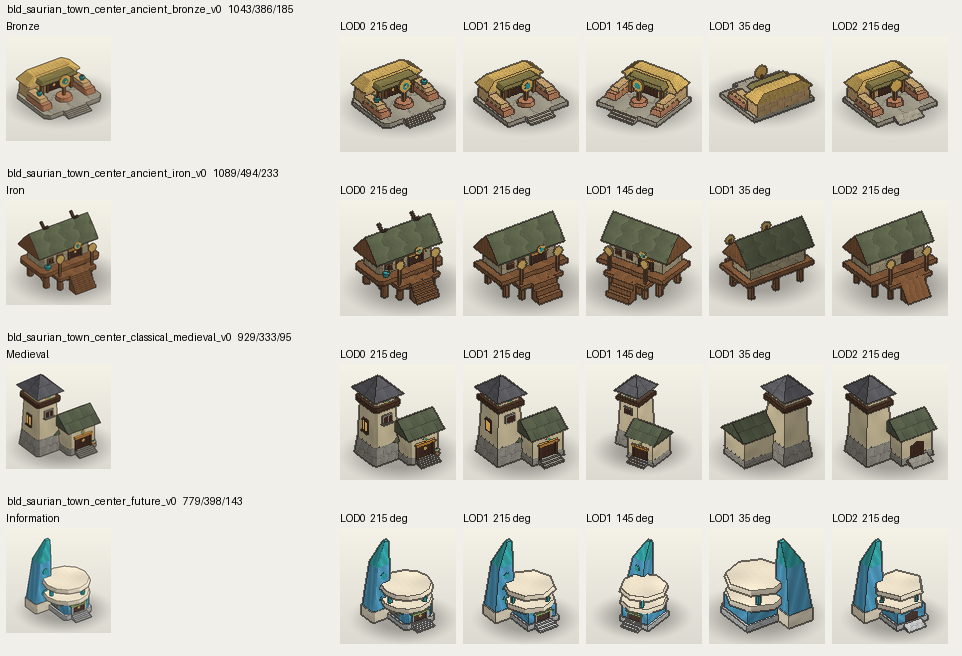 bld_saurian_town_center_ancient_bronze_v0 1043/386/185
Bronze
LOD0 215 deg
LOD1 215 deg
LOD1 145 deg
LOD1 35 deg
LOD2 215 deg
bld_saurian_town_center_ancient_iron_v0 1089/494/233
Iron
LOD0 215 deg
LOD1 215 deg
LOD1 145 deg
LOD1 35 deg
LOD2 215 deg
bld_saurian_town_center_classical_medieval_v0 929/333/95
Medieval
LOD0 215 deg
LOD1 215 deg
LOD1 145 deg
LOD1 35 deg
LOD2 215 deg
bld_saurian_town_center_future_v0 779/398/143
Information
LOD0 215 deg
LOD1 215 deg
LOD1 145 deg
LOD1 35 deg
LOD2 215 deg